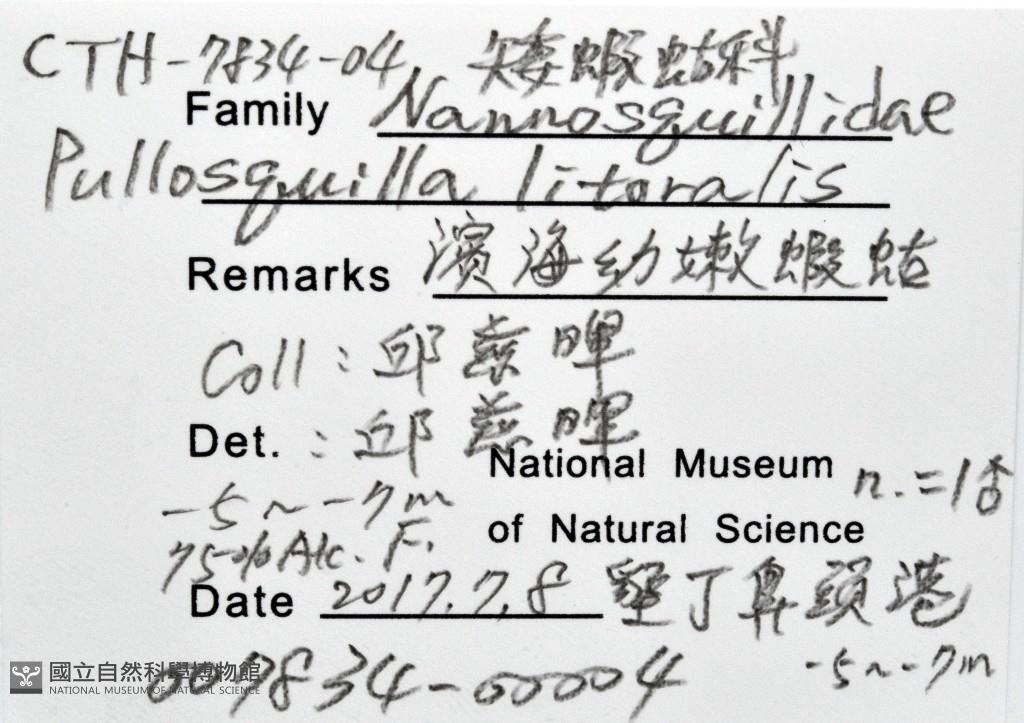 CTH-7834-04 矮蝦蛄科
Family Nannosquillidae
Pullosquilla litoralis
Remarks 濱海幼嫩蝦蛄
Coll : 邱慈暉
Det. : 邱慈暉
National Museum
n. = 1
-5~-7m
of Natural Science
75% Alc. F.
Date 2017.7.8 墾丁鼻頭港
-5~-7m
7834-00004
國立自然科學博物館
NATIONAL MUSEUM OF NATURAL SCIENCE